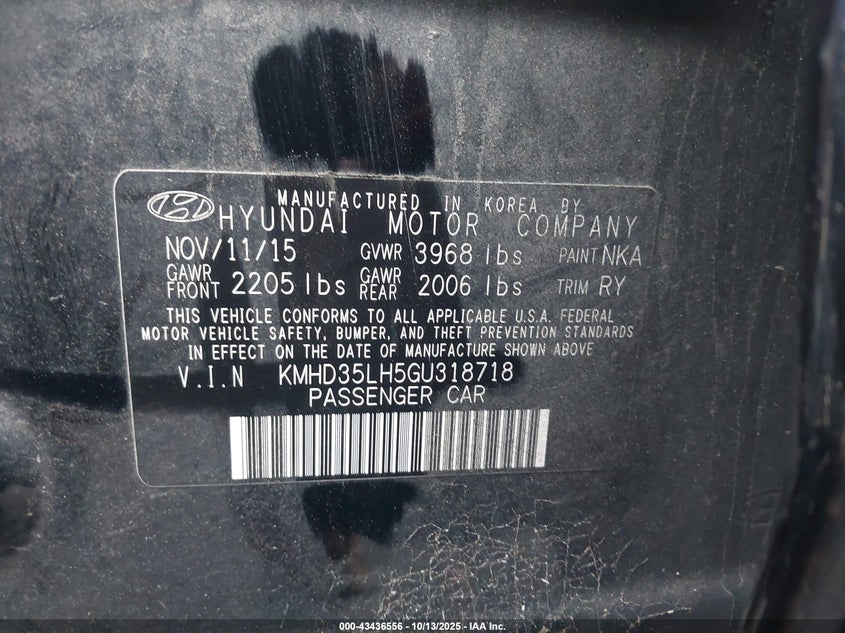 MANUFACTURED IN KOREA BY
HYUNDAI MOTOR COMPANY
NOV/11/15 GVWR 3968 lbs PAINT NKA
GAWR FRONT 2205 lbs GAWR REAR 2006 lbs TRIM RY
THIS VEHICLE CONFORMS TO ALL APPLICABLE U.S.A. FEDERAL
MOTOR VEHICLE SAFETY, BUMPER, AND THEFT PREVENTION STANDARDS
IN EFFECT ON THE DATE OF MANUFACTURE SHOWN ABOVE
V.I.N KMHD35LH5GU318718
PASSENGER CAR
000-43436556 - 10/13/2025 - IAA Inc.